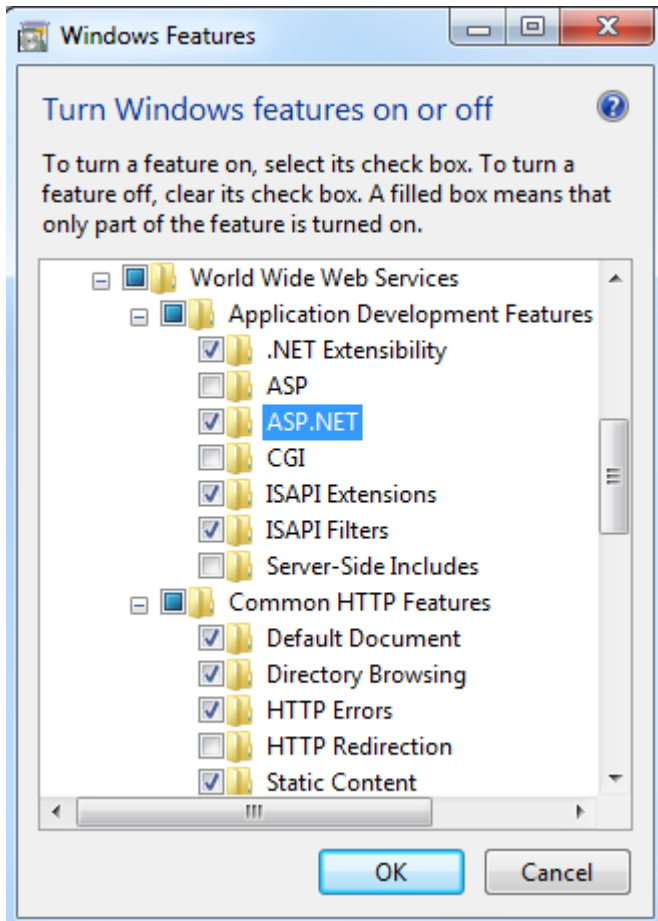 Windows Features
Turn Windows features on or off
To turn a feature on, select its check box. To turn a
feature off, clear its check box. A filled box means that
only part of the feature is turned on.
World Wide Web Services
Application Development Features
.NET Extensibility
ASP
ASP.NET
CGI
ISAPI Extensions
ISAPI Filters
Server-Side Includes
Common HTTP Features
Default Document
Directory Browsing
HTTP Errors
HTTP Redirection
Static Content
OK Cancel